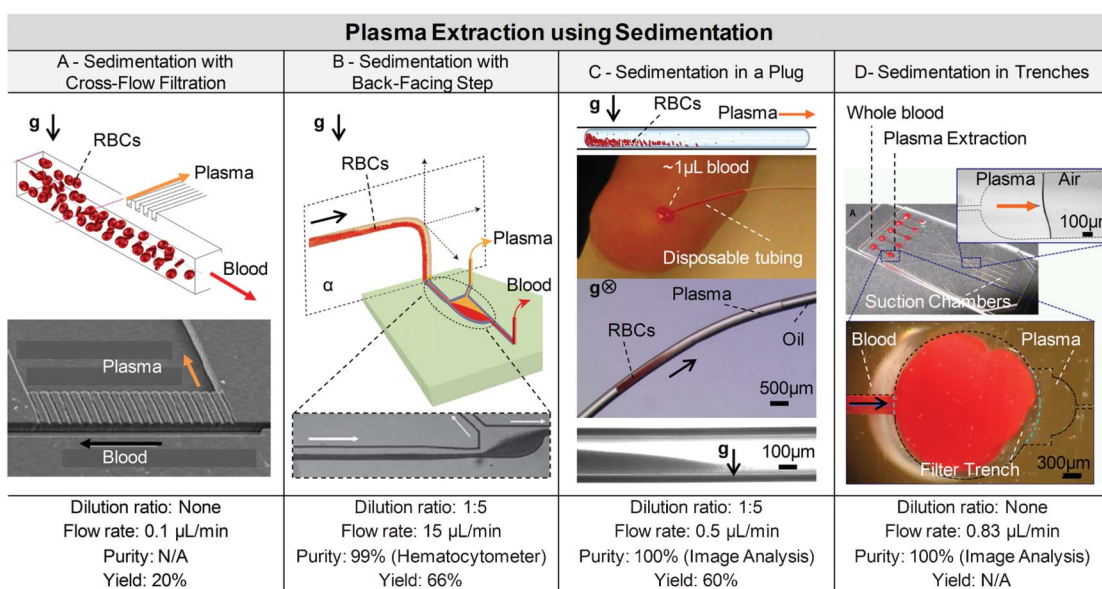 Plasma Extraction using Sedimentation
A - Sedimentation with
Cross-Flow Filtration
g
RBCs
Plasma
Blood
Plasma
Blood
Dilution ratio: None
Flow rate: 0.1 µL/min
Purity: N/A
Yield: 20%
B - Sedimentation with
Back-Facing Step
g
RBCs
Plasma
Blood
α
Dilution ratio: 1:5
Flow rate: 15 µL/min
Purity: 99% (Hematocytometer)
Yield: 66%
C - Sedimentation in a Plug
g
RBCs
Plasma
~1µL blood
Disposable tubing
g⊗
Plasma
RBCs
Oil
500µm
g
100µm
Dilution ratio: 1:5
Flow rate: 0.5 µL/min
Purity: 100% (Image Analysis)
Yield: 60%
D- Sedimentation in Trenches
Whole blood
Plasma Extraction
Plasma
Air
100µm
A
Suction Chambers
Blood
Plasma
Filter Trench
300µm
Dilution ratio: None
Flow rate: 0.83 µL/min
Purity: 100% (Image Analysis)
Yield: N/A